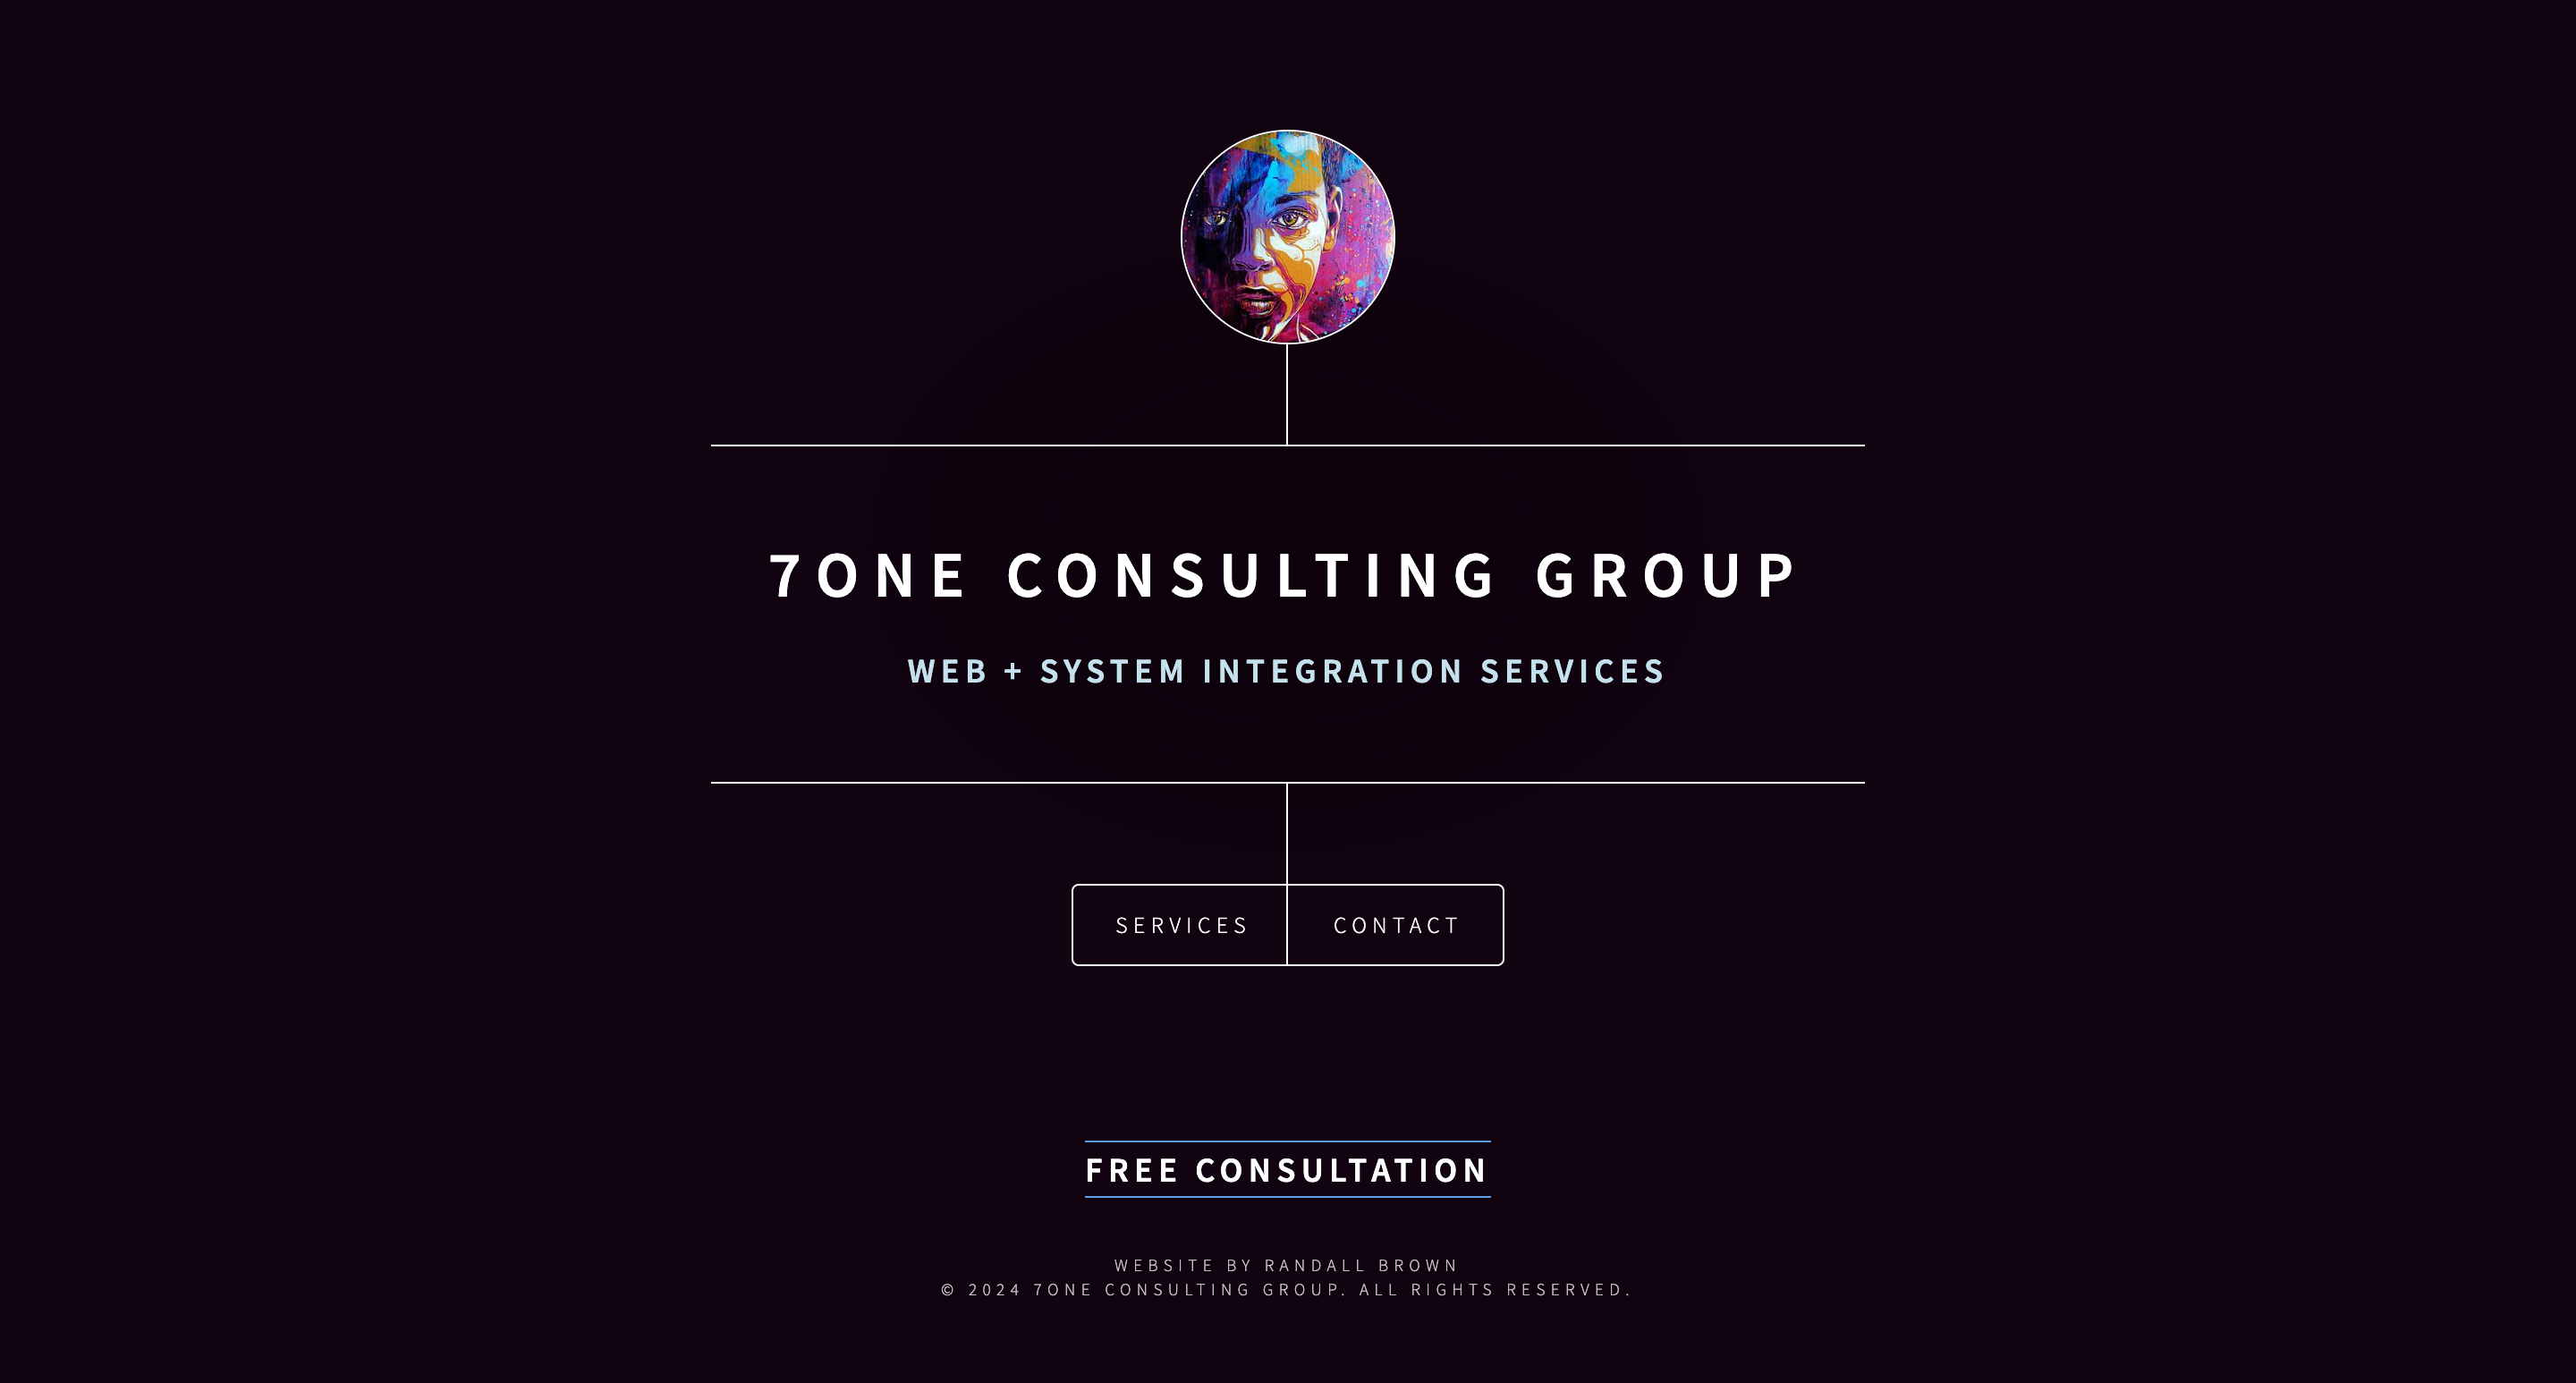 7ONE CONSULTING GROUP
WEB + SYSTEM INTEGRATION SERVICES
SERVICES
CONTACT
FREE CONSULTATION
WEBSITE BY RANDALL BROWN
© 2024 7ONE CONSULTING GROUP. ALL RIGHTS RESERVED.